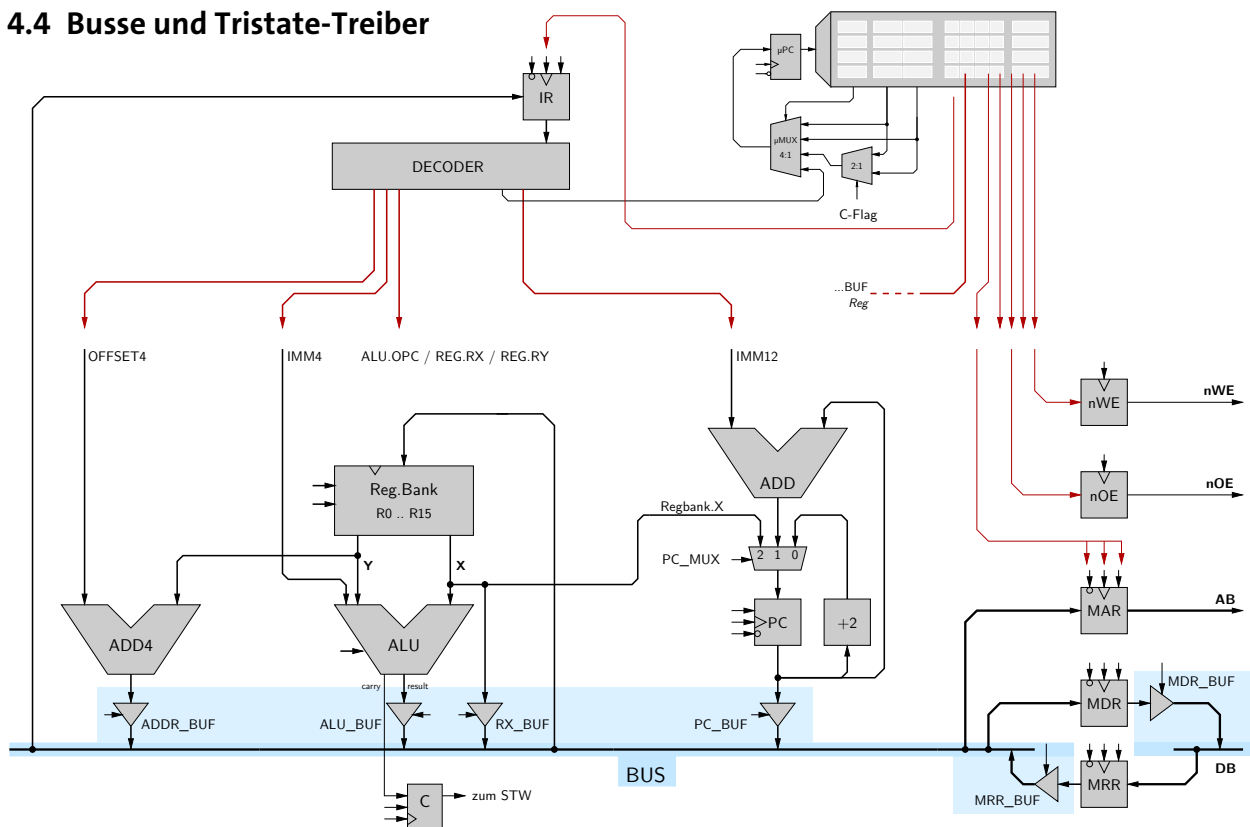 4.4 Busse und Tristate-Treiber
µPC
IR
µMUX
4:1
2:1
DECODER
C-Flag
...BUF
Reg
OFFSET4
IMM4
ALU.OPC / REG.RX / REG.RY
IMM12
nWE
nWE
ADD
Reg.Bank
R0 .. R15
nOE
nOE
Regbank.X
2 1 0
PC_MUX
Y
X
AB
MAR
PC
+2
ADD4
ALU
carry
result
MDR_BUF
MDR
ADDR_BUF
ALU_BUF
RX_BUF
PC_BUF
BUS
DB
MRR_BUF
MRR
C
zum STW